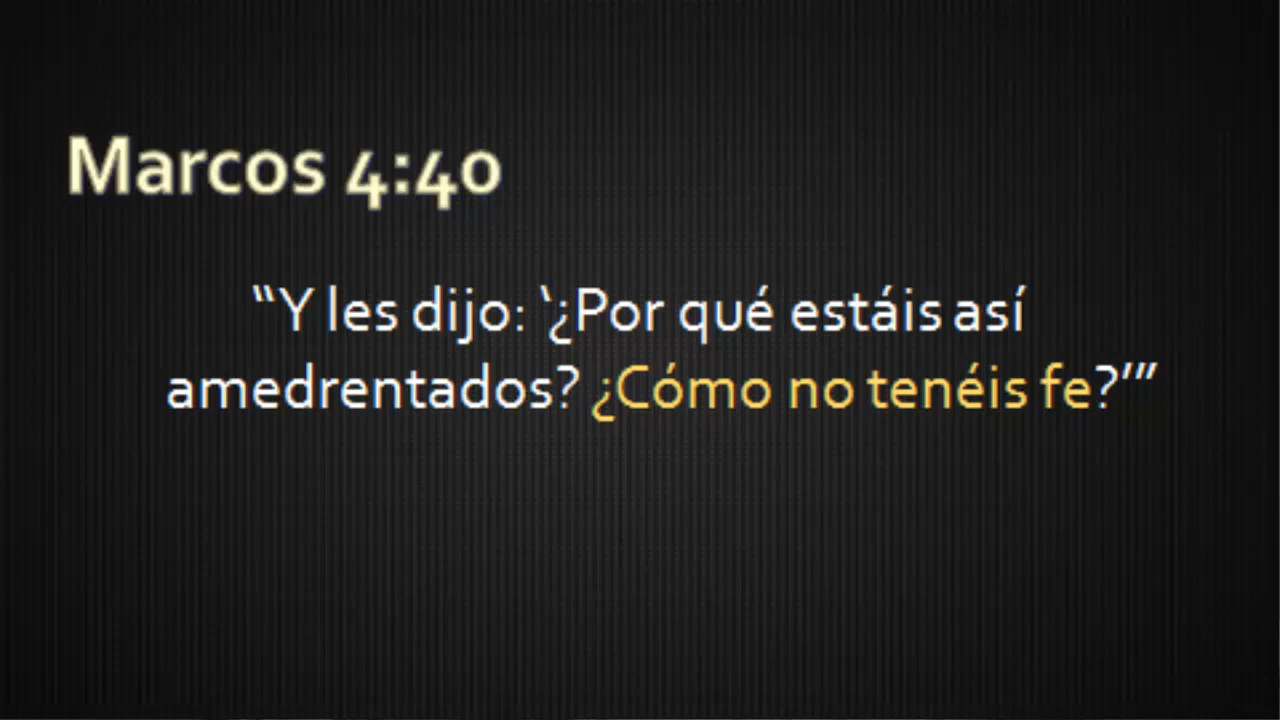 Marcos 4:40
“Y les dijo: ‘¿Por qué estáis así
amedrentados? ¿Cómo no tenéis fe?’”